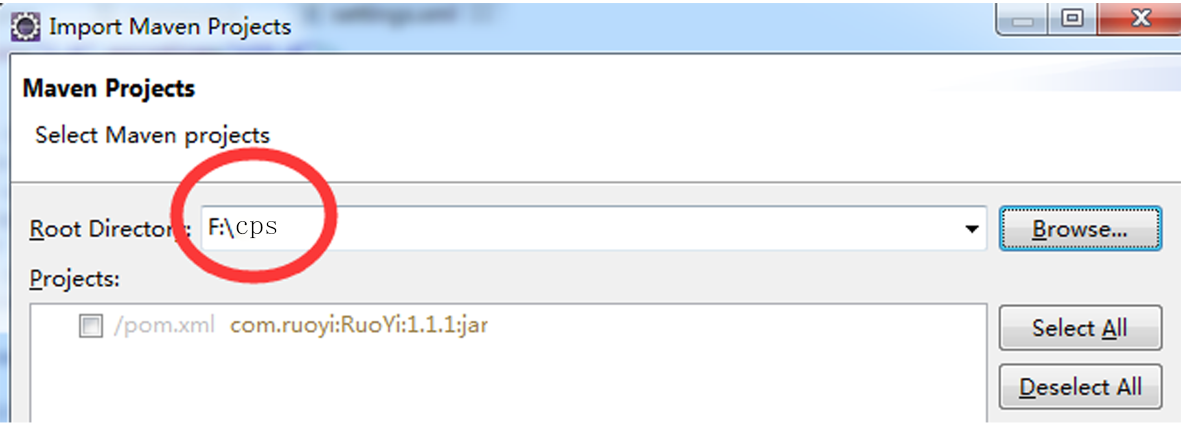 Import Maven Projects
Maven Projects
Select Maven projects
Root Directory: F:\cps Browse...
Projects:
/pom.xml com.ruoyi:RuoYi:1.1.1:jar
Select All
Deselect All